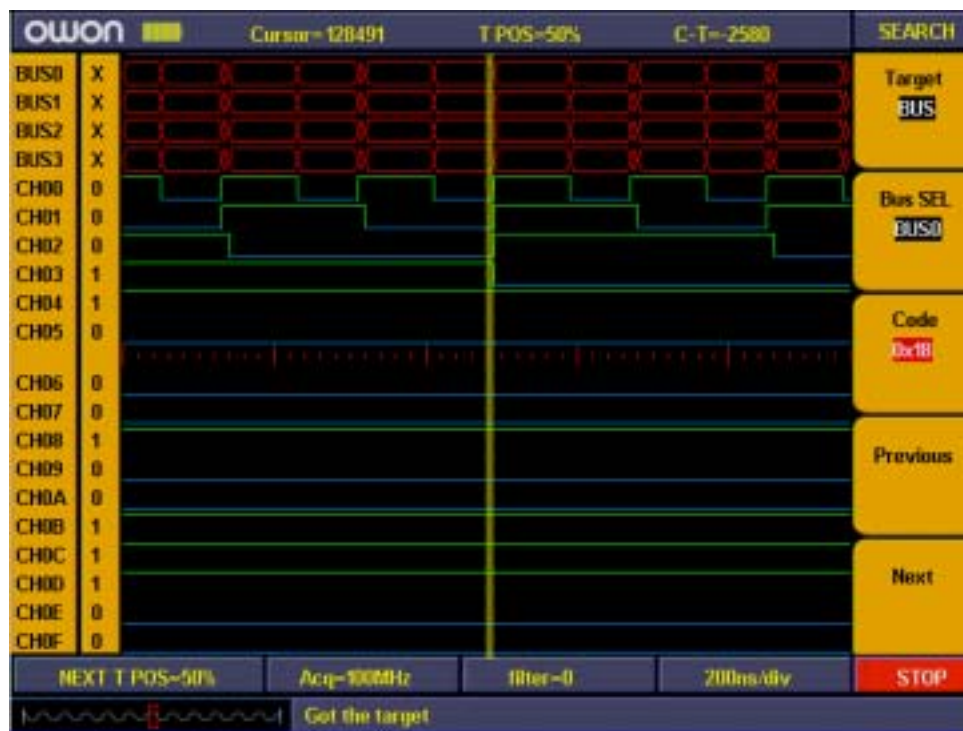 owon Cursor=128491 T POS=50% C-T=-2580 SEARCH
BUS0 X
BUS1 X
BUS2 X
BUS3 X
CH00 0
CH01 0
CH02 0
CH03 1
CH04 1
CH05 0
CH06 0
CH07 0
CH08 1
CH09 0
CH0A 0
CH0B 1
CH0C 1
CH0D 1
CH0E 0
CH0F 0
Target
BUS
Bus SEL
BUS0
Code
0x18
Previous
Next
NEXT T POS=50% Acq=100MHz filter=0 200ns/div STOP
Got the target